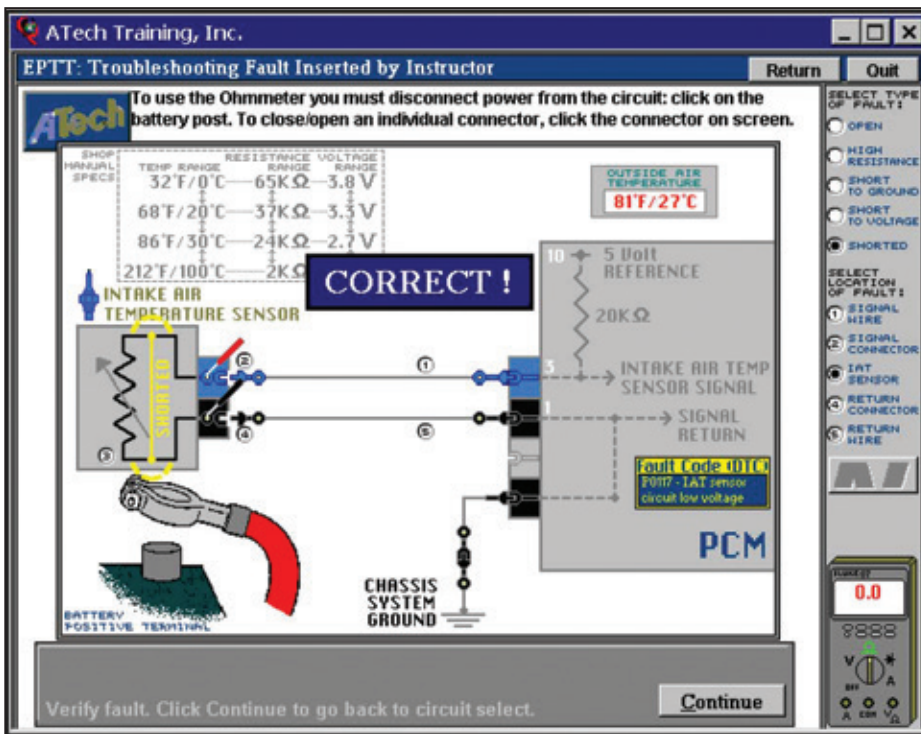 ATech Training, Inc.
EPTT: Troubleshooting Fault Inserted by Instructor
Return
Quit
ATech
To use the Ohmmeter you must disconnect power from the circuit: click on the
battery post. To close/open an individual connector, click the connector on screen.
SHOP
MANUAL
SPECS
TEMP RANGE
RESISTANCE RANGE
VOLTAGE RANGE
32°F/0°C 65KΩ 3.8 V
68°F/20°C 37KΩ 3.3 V
86°F/30°C 24KΩ 2.7 V
212°F/100°C 2KΩ
OUTSIDE AIR
TEMPERATURE
81°F/27°C
CORRECT !
INTAKE AIR
TEMPERATURE SENSOR
SHORTED
3
2
1
4
5
10
5 Volt
REFERENCE
20KΩ
3
INTAKE AIR TEMP
SENSOR SIGNAL
1
SIGNAL
RETURN
Fault Code (DTC)
P0117 - IAT sensor
circuit low voltage
PCM
CHASSIS
SYSTEM
GROUND
BATTERY
POSITIVE TERMINAL
Verify fault. Click Continue to go back to circuit select.
Continue
SELECT TYPE
OF FAULT:
OPEN
HIGH
RESISTANCE
SHORT
TO GROUND
SHORT
TO VOLTAGE
SHORTED
SELECT
LOCATION
OF FAULT:
1 SIGNAL
WIRE
2 SIGNAL
CONNECTOR
IAT
SENSOR
4 RETURN
CONNECTOR
5 RETURN
WIRE
0.0
Ω
V
A
OFF
A COM VΩ